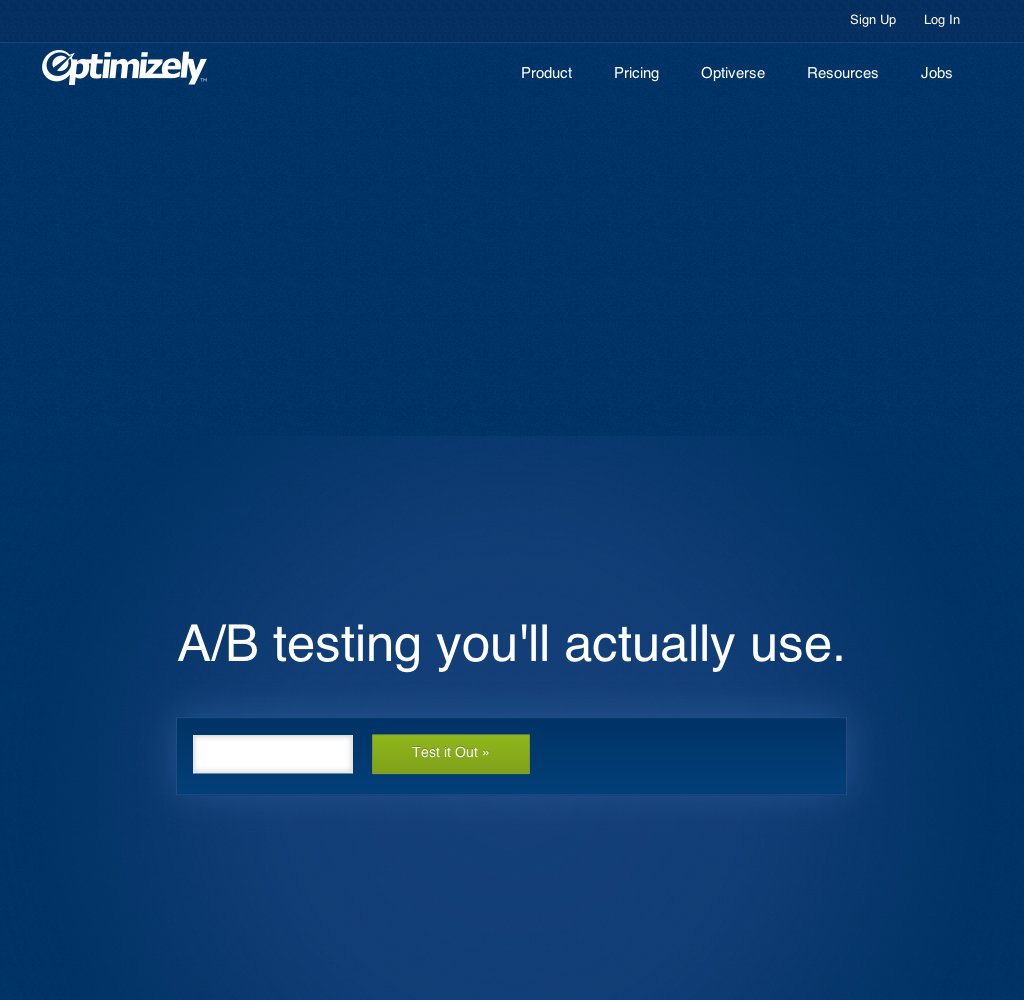 Sign Up Log In
Optimizely™
Product Pricing Optiverse Resources Jobs
A/B testing you'll actually use.
Test it Out »